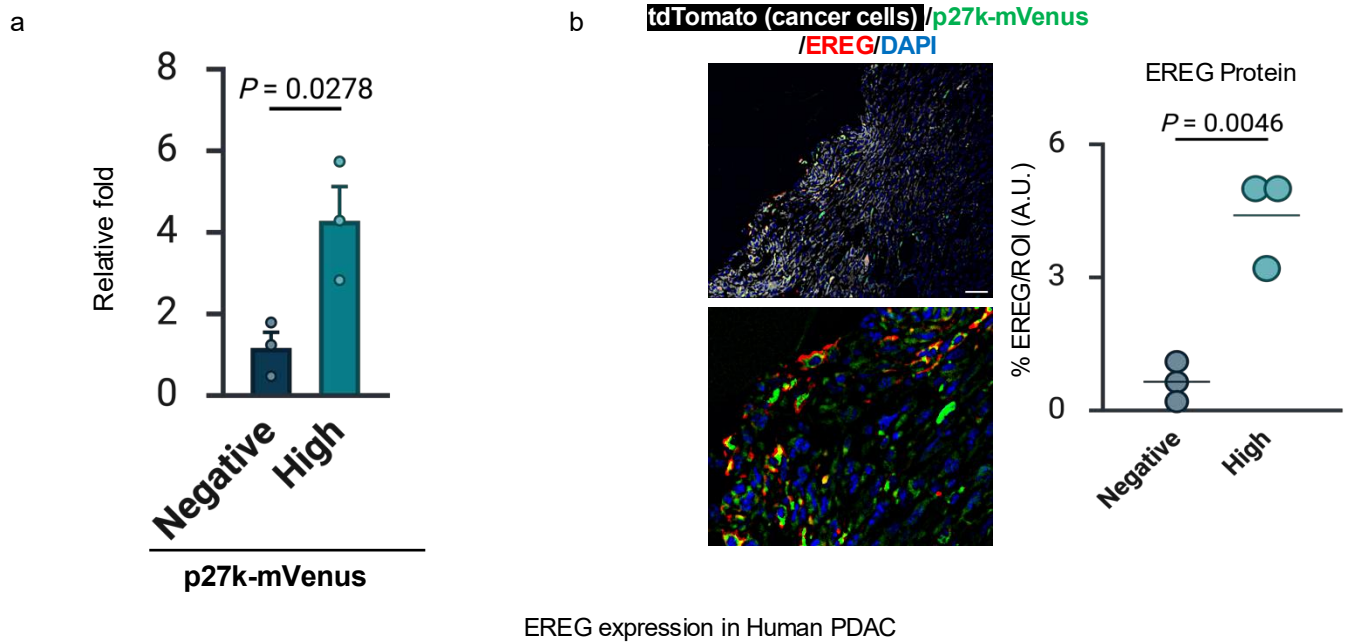 a
8
6
4
2
0
P = 0.0278
Relative fold
Negative
High
p27k-mVenus
b
tdTomato (cancer cells) /p27k-mVenus
/EREG/DAPI
EREG Protein
P = 0.0046
6
3
0
% EREG/ROI (A.U.)
Negative
High
EREG expression in Human PDAC